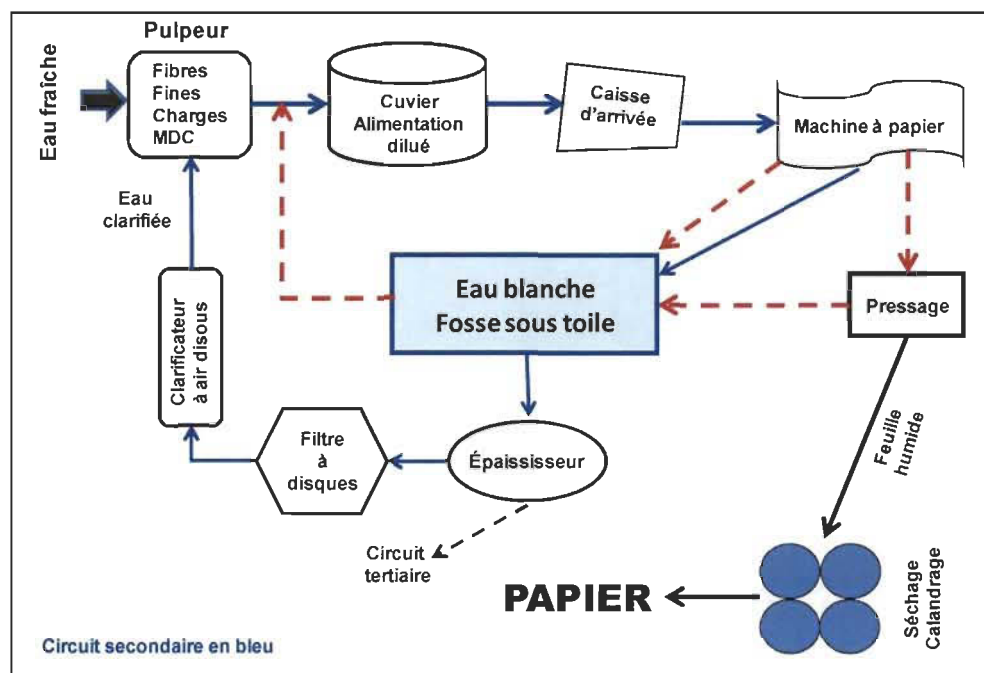 Pulpeur
Eau fraîche
Fibres
Fines
Charges
MDC
Cuvier
Alimentation
dilué
Caisse
d'arrivée
Machine à papier
Eau
clarifiée
Eau blanche
Fosse sous toile
Pressage
Clarificateur
à air disous
Filtre
à
disques
Épaississeur
Feuille
humide
Circuit
tertiaire
PAPIER
Séchage
Calandrage
Circuit secondaire en bleu